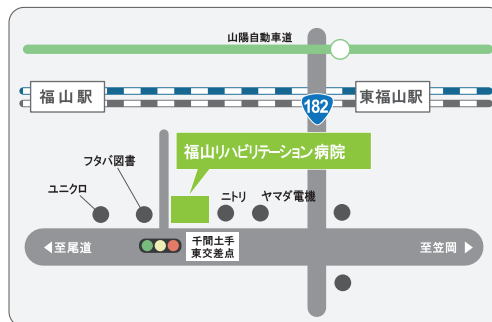 山陽自動車道
福山駅
東福山駅
182
福山リハビリテーション病院
フタバ図書
ユニクロ
ニトリ
ヤマダ電機
◀至尾道
千間土手
東交差点
至笠岡▶